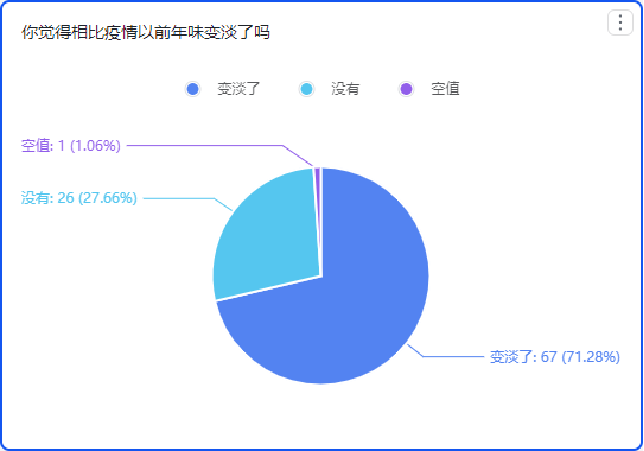 你觉得相比疫情以前年味变淡了吗
变淡了 没有 空值
空值: 1 (1.06%)
没有: 26 (27.66%)
变淡了: 67 (71.28%)